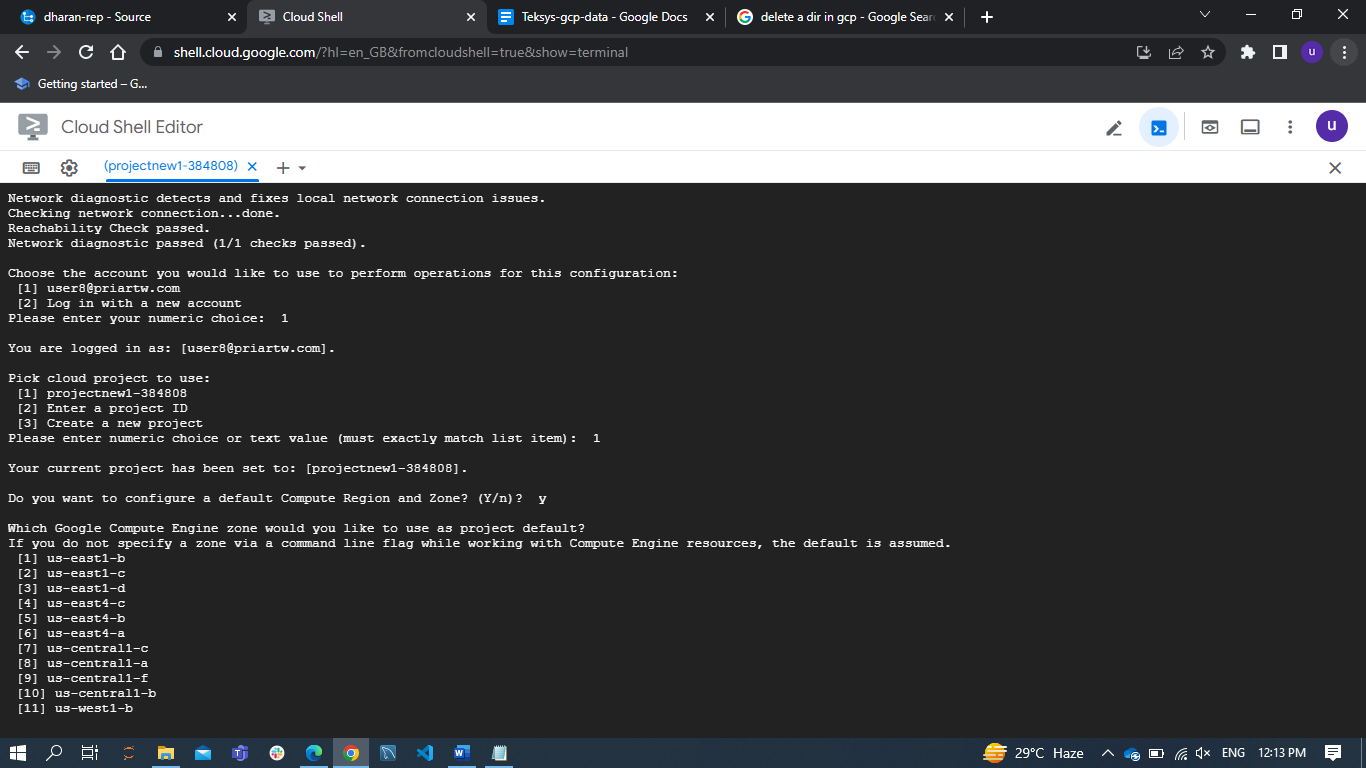 dharan-rep - Source
Cloud Shell
Teksys-gcp-data - Google Docs
delete a dir in gcp - Google Sear
shell.cloud.google.com/?hl=en_GB&fromcloudshell=true&show=terminal
u
Getting started – G...
Cloud Shell Editor
u
(projectnew1-384808)
Network diagnostic detects and fixes local network connection issues.
Checking network connection...done.
Reachability Check passed.
Network diagnostic passed (1/1 checks passed).
Choose the account you would like to use to perform operations for this configuration:
[1] user8@priartw.com
[2] Log in with a new account
Please enter your numeric choice:  1
You are logged in as: [user8@priartw.com].
Pick cloud project to use:
[1] projectnew1-384808
[2] Enter a project ID
[3] Create a new project
Please enter numeric choice or text value (must exactly match list item):  1
Your current project has been set to: [projectnew1-384808].
Do you want to configure a default Compute Region and Zone? (Y/n)?  y
Which Google Compute Engine zone would you like to use as project default?
If you do not specify a zone via a command line flag while working with Compute Engine resources, the default is assumed.
[1] us-east1-b
[2] us-east1-c
[3] us-east1-d
[4] us-east4-c
[5] us-east4-b
[6] us-east4-a
[7] us-central1-c
[8] us-central1-a
[9] us-central1-f
[10] us-central1-b
[11] us-west1-b
29°C Haze
ENG
12:13 PM